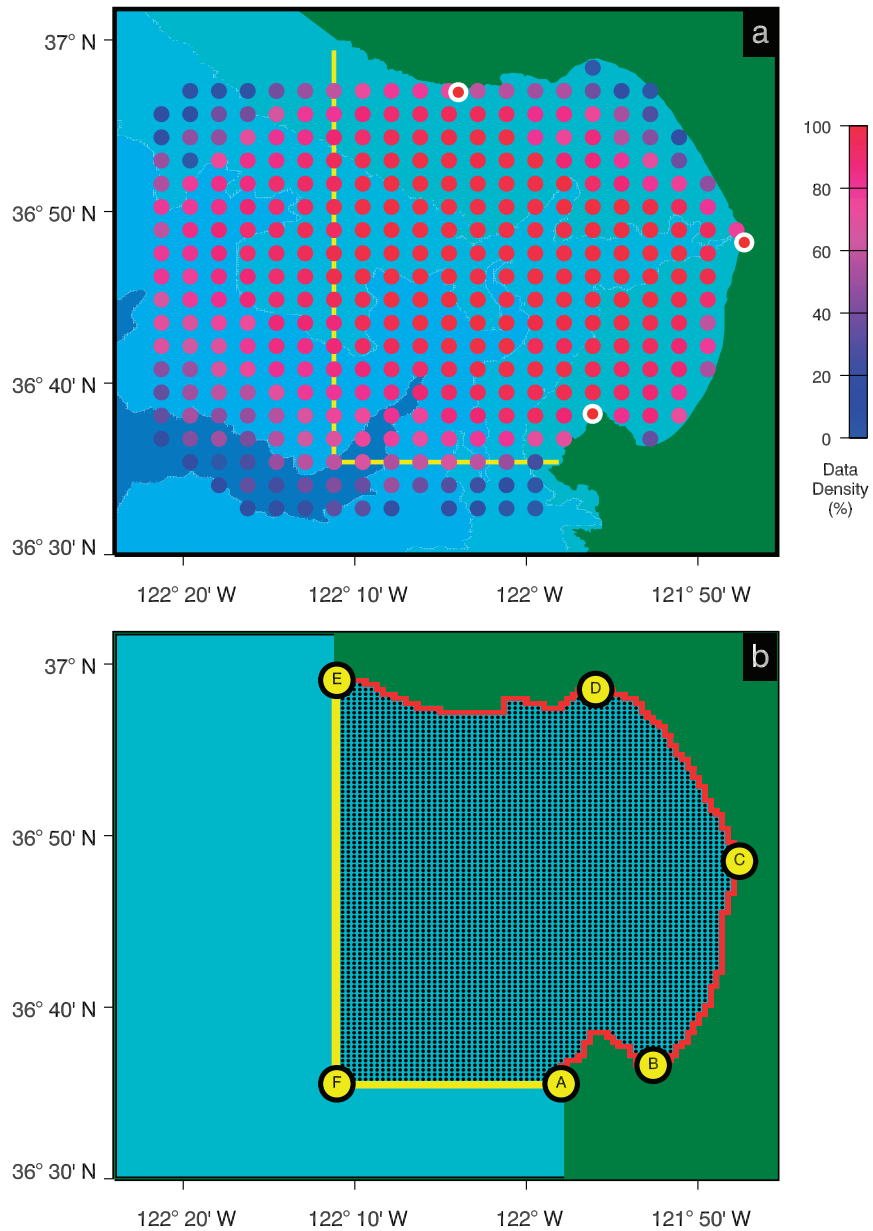 a
37° N
36° 50' N
36° 40' N
36° 30' N
122° 20' W
122° 10' W
122° W
121° 50' W
100
80
60
40
20
0
Data
Density
(%)
b
37° N
36° 50' N
36° 40' N
36° 30' N
E
D
C
B
A
F
122° 20' W
122° 10' W
122° W
121° 50' W